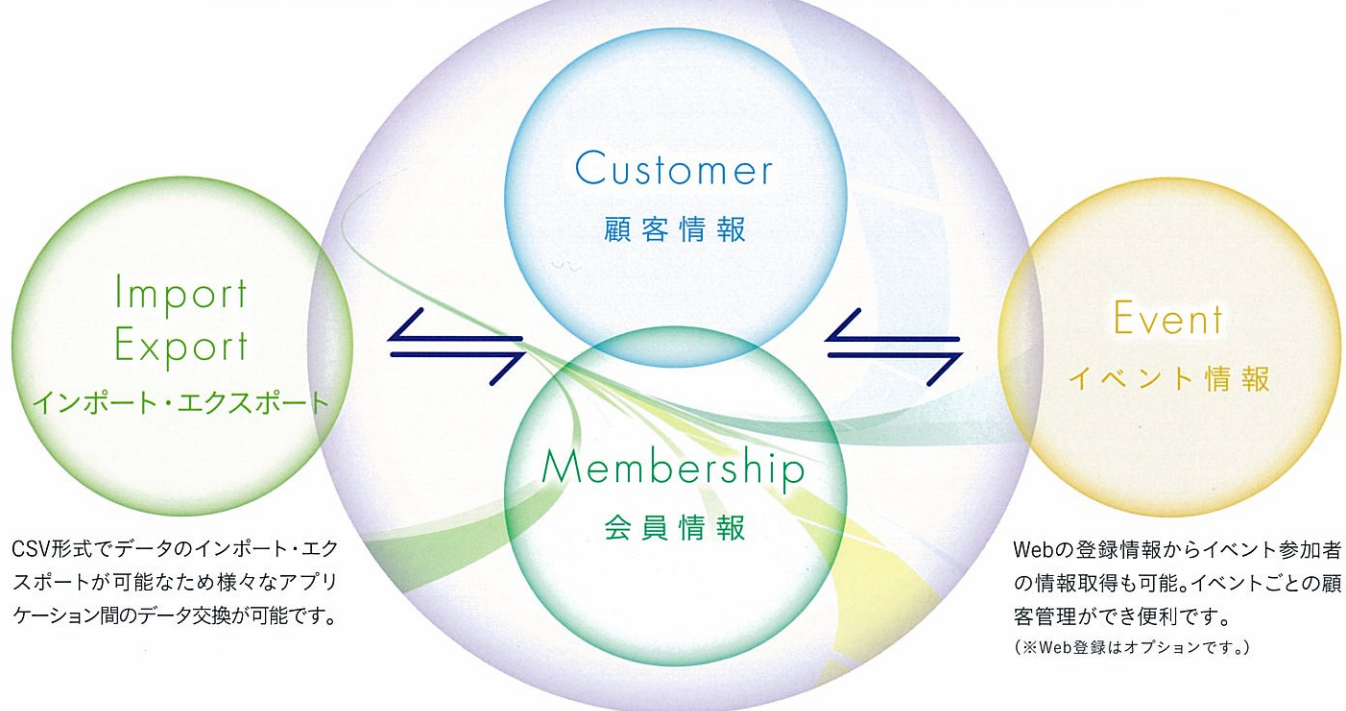 Customer
顧客情報
Import
Export
インポート・エクスポート
Event
イベント情報
Membership
会員情報
CSV形式でデータのインポート・エク
スポートが可能なため様々なアプリ
ケーション間のデータ交換が可能です。
Webの登録情報からイベント参加者
の情報取得も可能。イベントごとの顧
客管理ができ便利です。
(※Web登録はオプションです。)